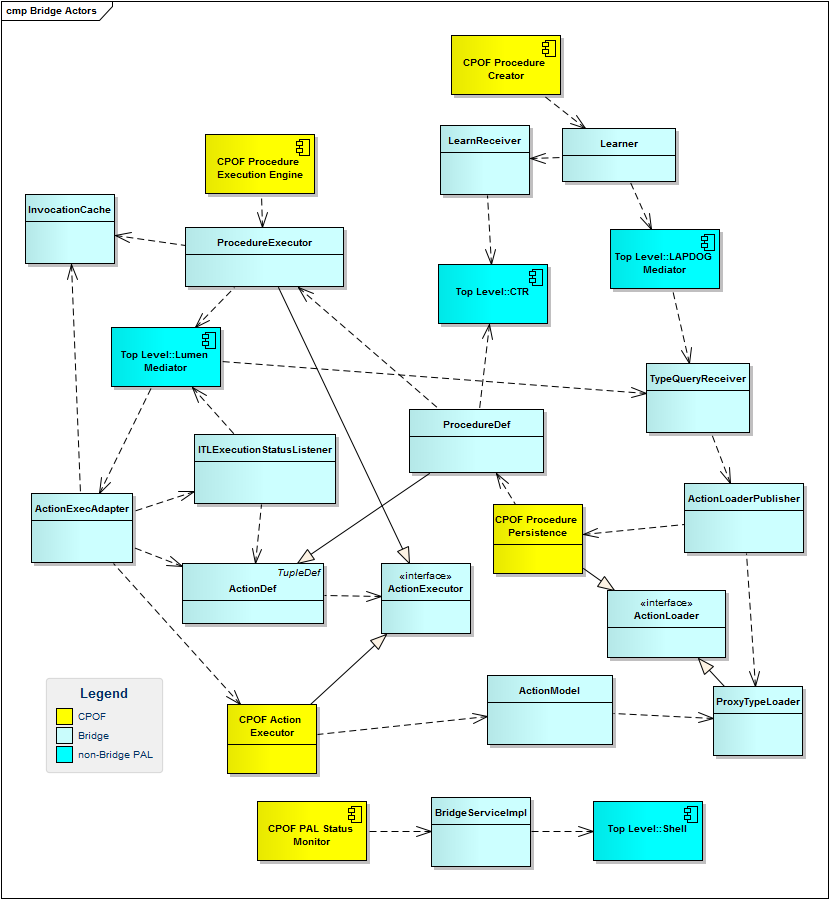 cmp Bridge Actors
CPOF Procedure
Creator
LearnReceiver
Learner
CPOF Procedure
Execution Engine
InvocationCache
ProcedureExecutor
Top Level::LAPDOG
Mediator
Top Level::CTR
Top Level::Lumen
Mediator
TypeQueryReceiver
ProcedureDef
ITLExecutionStatusListener
ActionExecAdapter
ActionLoaderPublisher
CPOF Procedure
Persistence
TupleDef
ActionDef
«interface»
ActionExecutor
«interface»
ActionLoader
Legend
CPOF
Bridge
non-Bridge PAL
CPOF Action
Executor
ActionModel
ProxyTypeLoader
CPOF PAL Status
Monitor
BridgeServiceImpl
Top Level::Shell